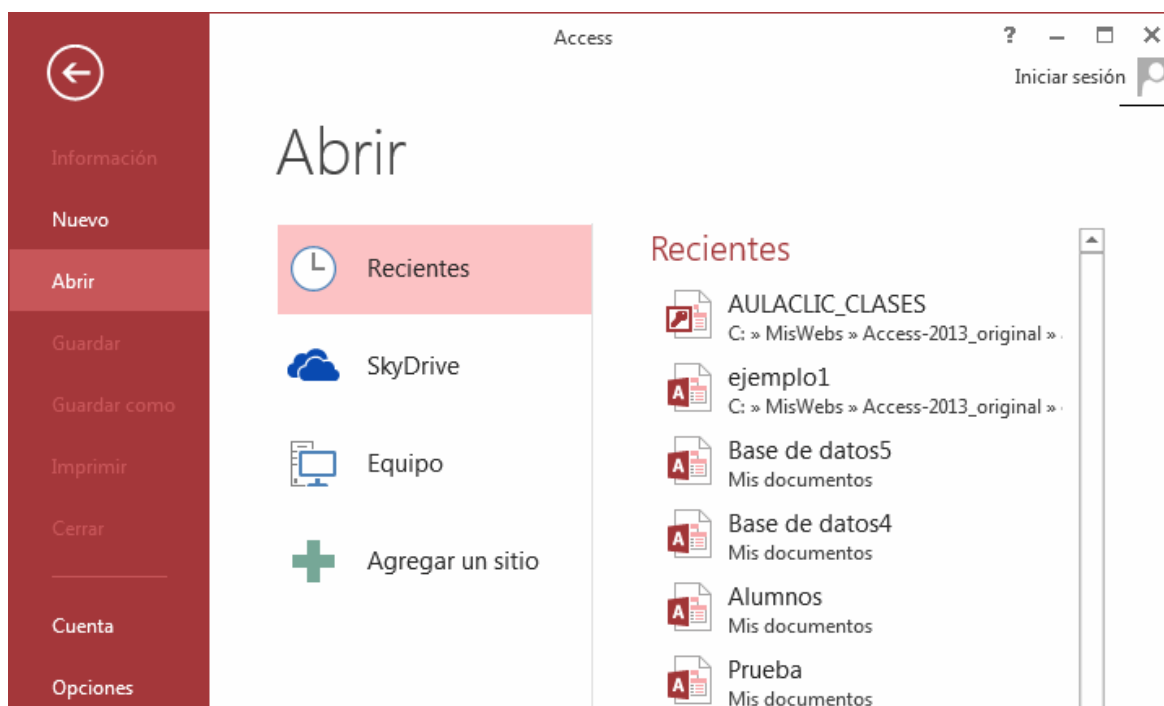 Access
?
Iniciar sesión
Información
Nuevo
Abrir
Guardar
Guardar como
Imprimir
Cerrar
Cuenta
Opciones
Abrir
Recientes
SkyDrive
Equipo
Agregar un sitio
Recientes
AULACLIC_CLASES
C: » MisWebs » Access-2013_original »
ejemplo1
C: » MisWebs » Access-2013_original »
Base de datos5
Mis documentos
Base de datos4
Mis documentos
Alumnos
Mis documentos
Prueba
Mis documentos